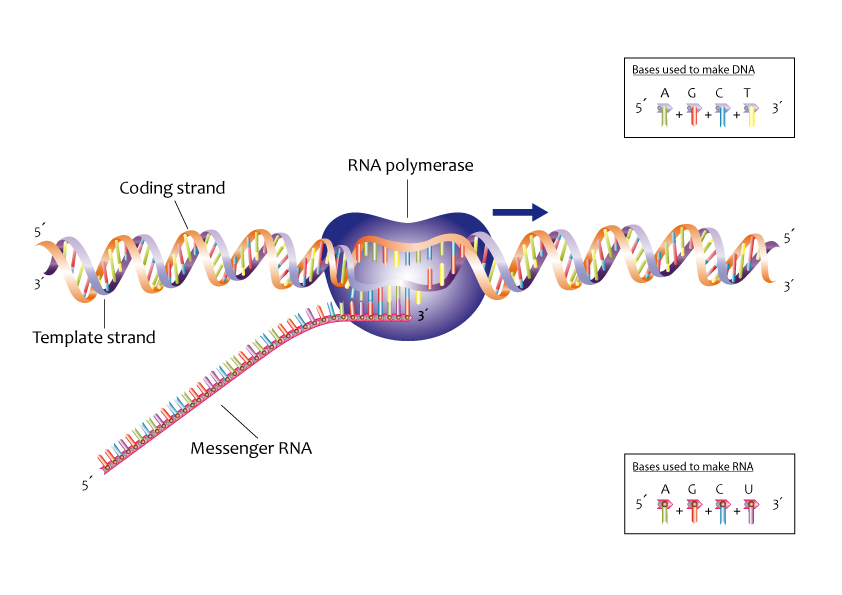 Bases used to make DNA
A G C T
5´ + + + 3´
RNA polymerase
Coding strand
5´
5´
3´
3´
Template strand
3´
Messenger RNA
5´
Bases used to make RNA
A G C U
5´ + + + 3´